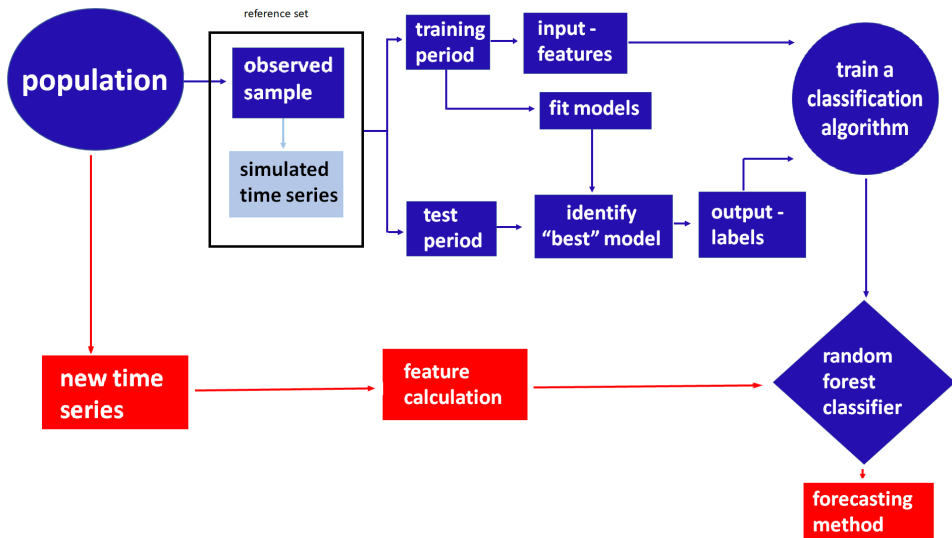 reference set
population
observed
sample
simulated
time series
training
period
input -
features
fit models
test
period
identify
“best” model
output -
labels
train a
classification
algorithm
new time
series
feature
calculation
random
forest
classifier
forecasting
method